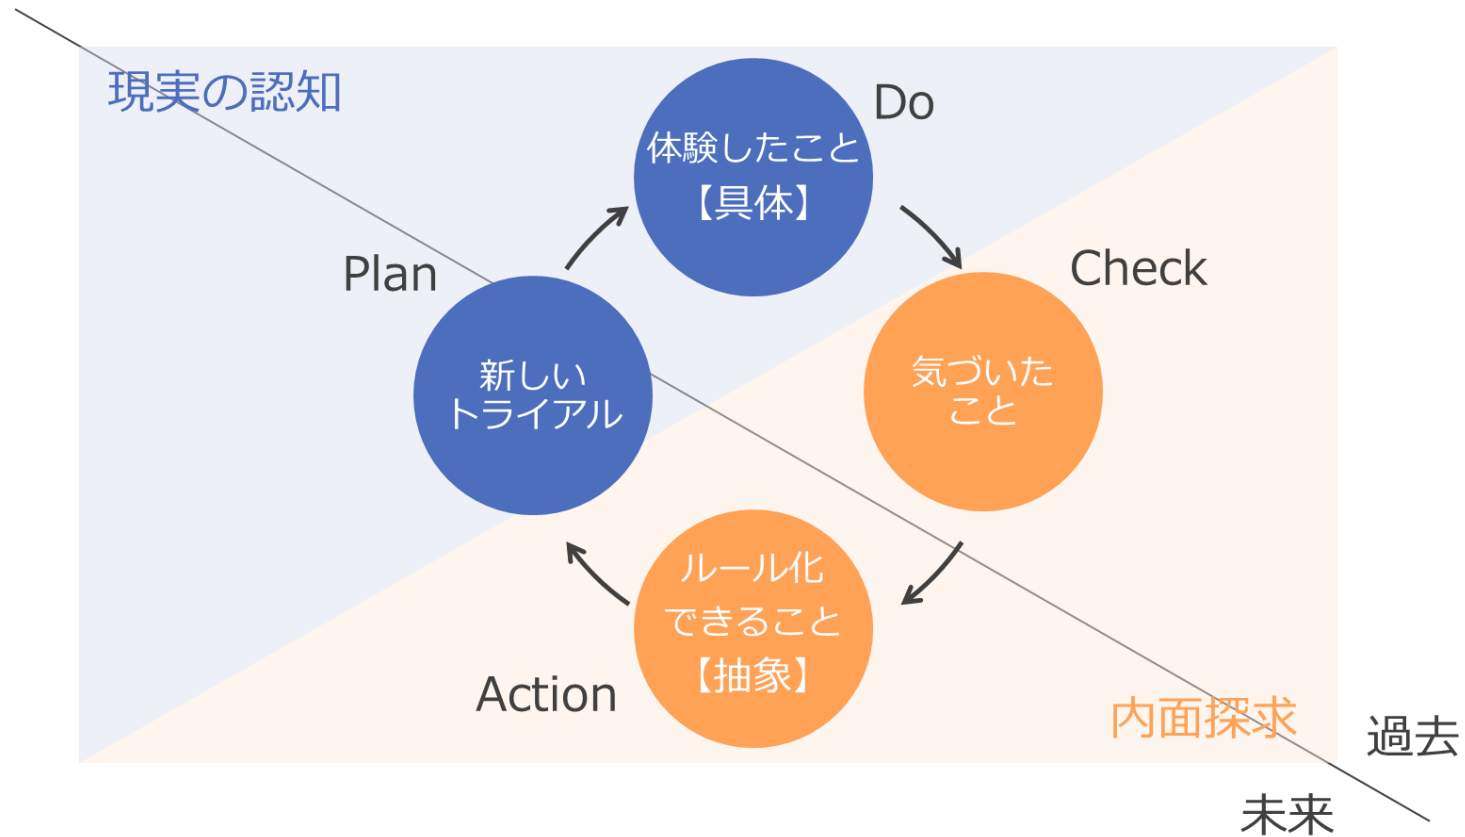 現実の認知
Do
体験したこと
【具体】
Plan
Check
新しい
トライアル
気づいた
こと
ルール化
できること
【抽象】
Action
内面探求
過去
未来